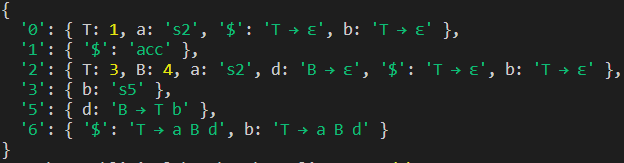 {
'0': { T: 1, a: 's2', '$': 'T → ε', b: 'T → ε' },
'1': { '$': 'acc' },
'2': { T: 3, B: 4, a: 's2', d: 'B → ε', '$': 'T → ε', b: 'T → ε' },
'3': { b: 's5' },
'5': { d: 'B → T b' },
'6': { '$': 'T → a B d', b: 'T → a B d' }
}